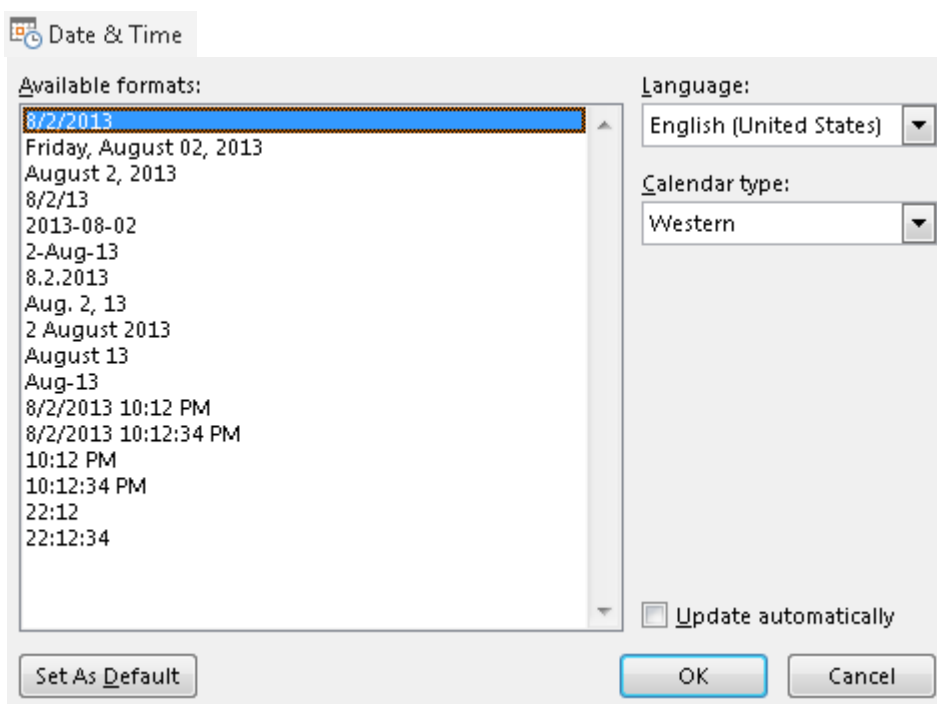 Date & Time
Available formats:
8/2/2013
Friday, August 02, 2013
August 2, 2013
8/2/13
2013-08-02
2-Aug-13
8.2.2013
Aug. 2, 13
2 August 2013
August 13
Aug-13
8/2/2013 10:12 PM
8/2/2013 10:12:34 PM
10:12 PM
10:12:34 PM
22:12
22:12:34
Language:
English (United States)
Calendar type:
Western
Update automatically
Set As Default
OK
Cancel